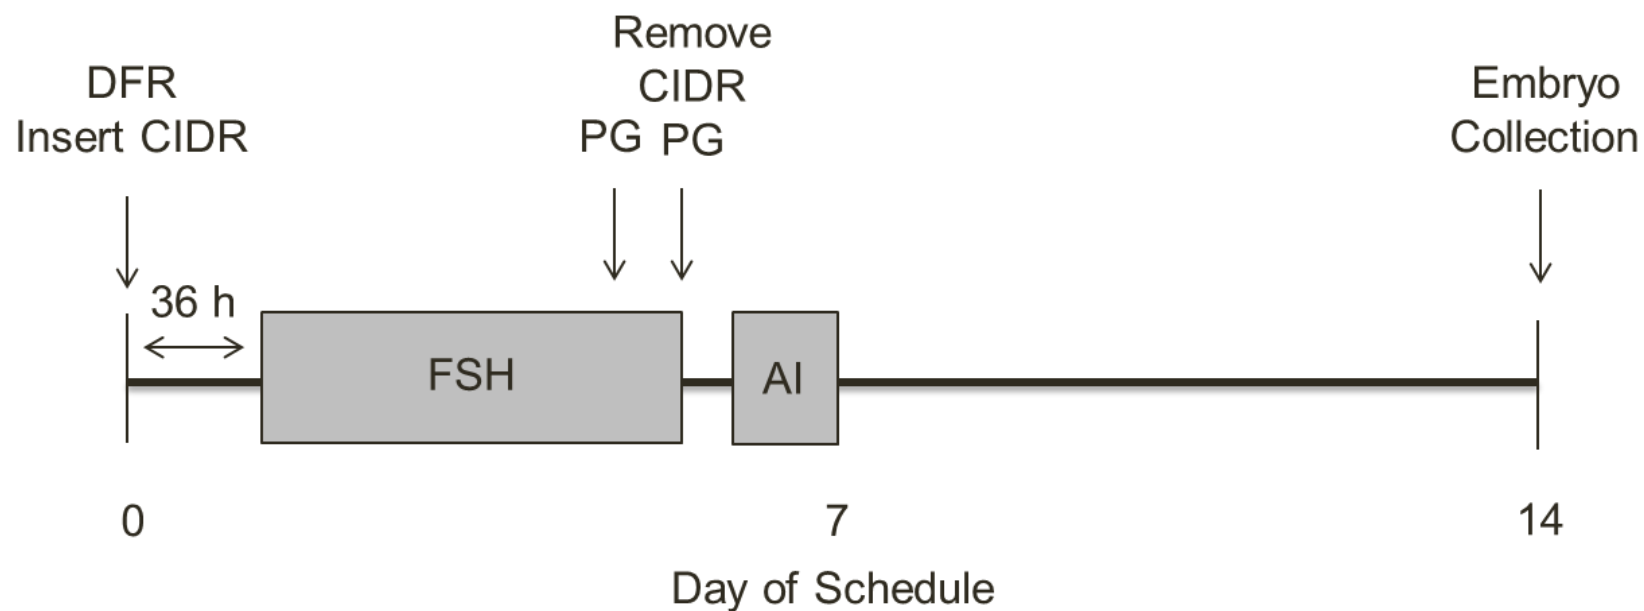 DFR
Insert CIDR
Remove
CIDR
PG PG
Embryo
Collection
36 h
FSH
AI
0
7
14
Day of Schedule